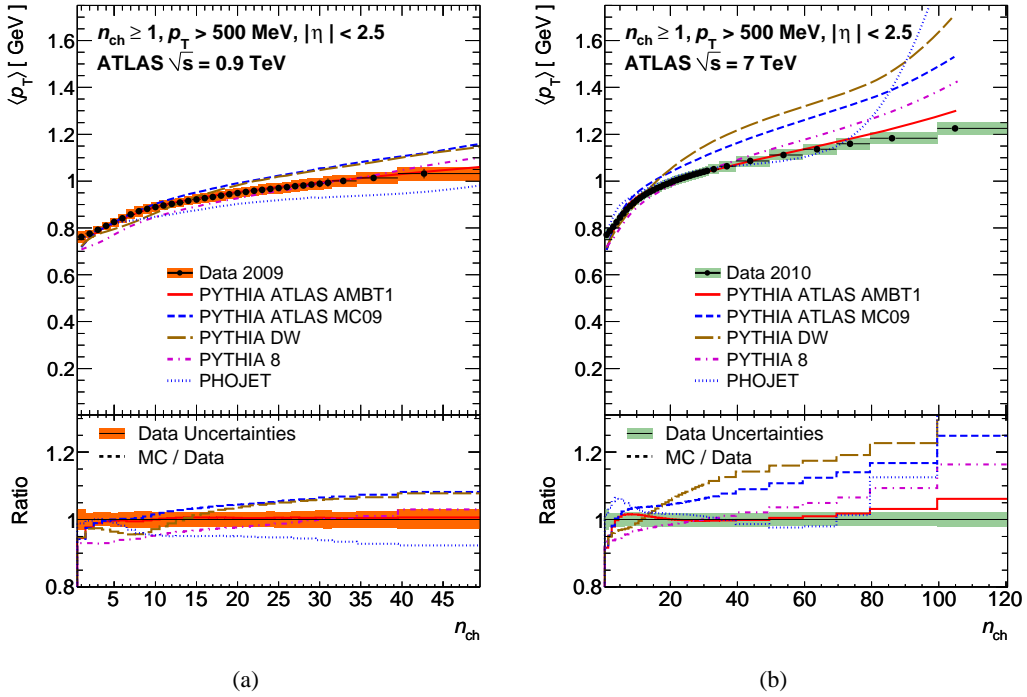 ⟨p_T⟩ [ GeV]
1.6
1.4
1.2
1
0.8
0.6
0.4
0.2
n_ch ≥ 1, p_T > 500 MeV, |η| < 2.5
ATLAS √s = 0.9 TeV
Data 2009
PYTHIA ATLAS AMBT1
PYTHIA ATLAS MC09
PYTHIA DW
PYTHIA 8
PHOJET
Ratio
1.2
1
0.8
Data Uncertainties
MC / Data
5 10 15 20 25 30 35 40 45
n_ch
(a)
⟨p_T⟩ [ GeV]
1.6
1.4
1.2
1
0.8
0.6
0.4
0.2
n_ch ≥ 1, p_T > 500 MeV, |η| < 2.5
ATLAS √s = 7 TeV
Data 2010
PYTHIA ATLAS AMBT1
PYTHIA ATLAS MC09
PYTHIA DW
PYTHIA 8
PHOJET
Ratio
1.2
1
0.8
Data Uncertainties
MC / Data
20 40 60 80 100 120
n_ch
(b)